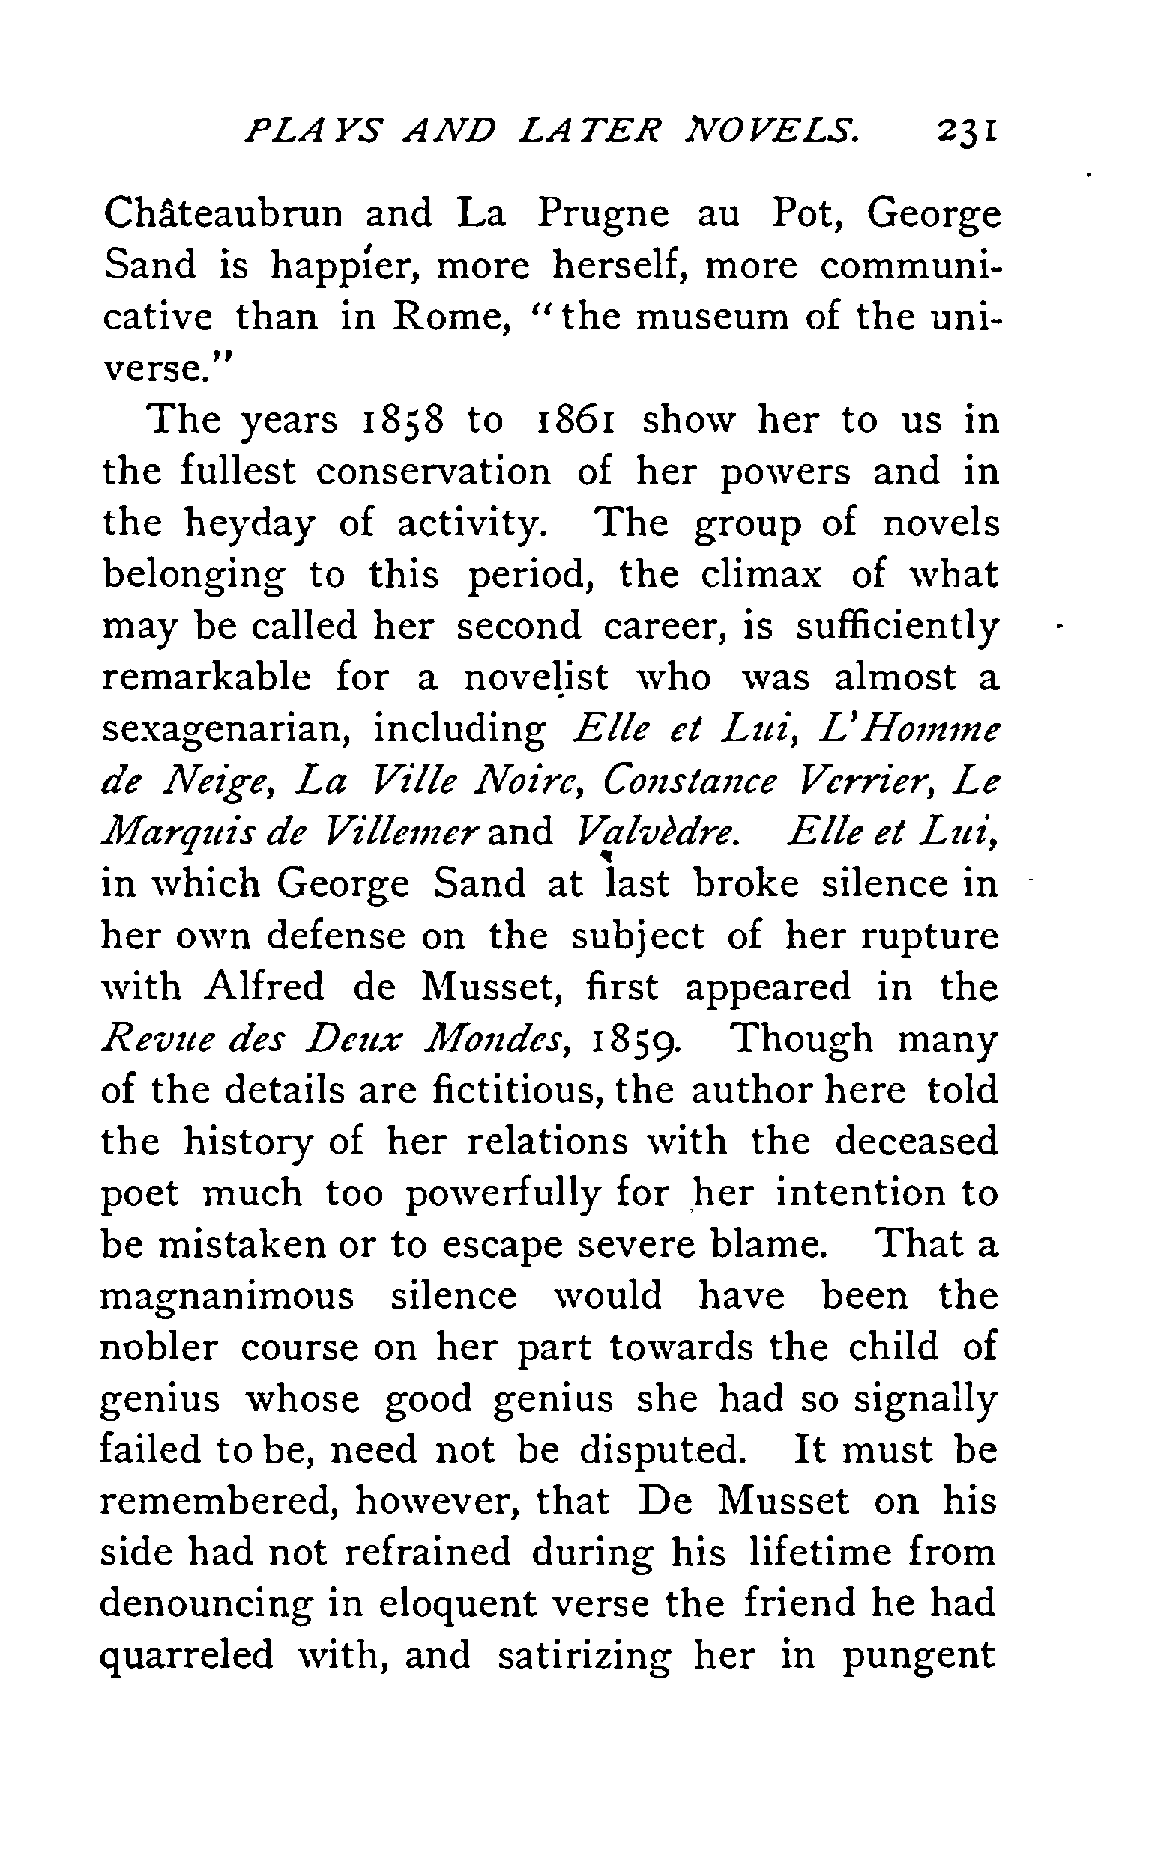 PLAYS AND LATER NOVELS. 231
Châteaubrun and La Prugne au Pot, George
Sand is happier, more herself, more communi-
cative than in Rome, "the museum of the uni-
verse."
The years 1858 to 1861 show her to us in
the fullest conservation of her powers and in
the heyday of activity. The group of novels
belonging to this period, the climax of what
may be called her second career, is sufficiently
remarkable for a novelist who was almost a
sexagenarian, including Elle et Lui, L'Homme
de Neige, La Ville Noire, Constance Verrier, Le
Marquis de Villemer and Valvèdre. Elle et Lui,
in which George Sand at last broke silence in
her own defense on the subject of her rupture
with Alfred de Musset, first appeared in the
Revue des Deux Mondes, 1859. Though many
of the details are fictitious, the author here told
the history of her relations with the deceased
poet much too powerfully for her intention to
be mistaken or to escape severe blame. That a
magnanimous silence would have been the
nobler course on her part towards the child of
genius whose good genius she had so signally
failed to be, need not be disputed. It must be
remembered, however, that De Musset on his
side had not refrained during his lifetime from
denouncing in eloquent verse the friend he had
quarreled with, and satirizing her in pungent